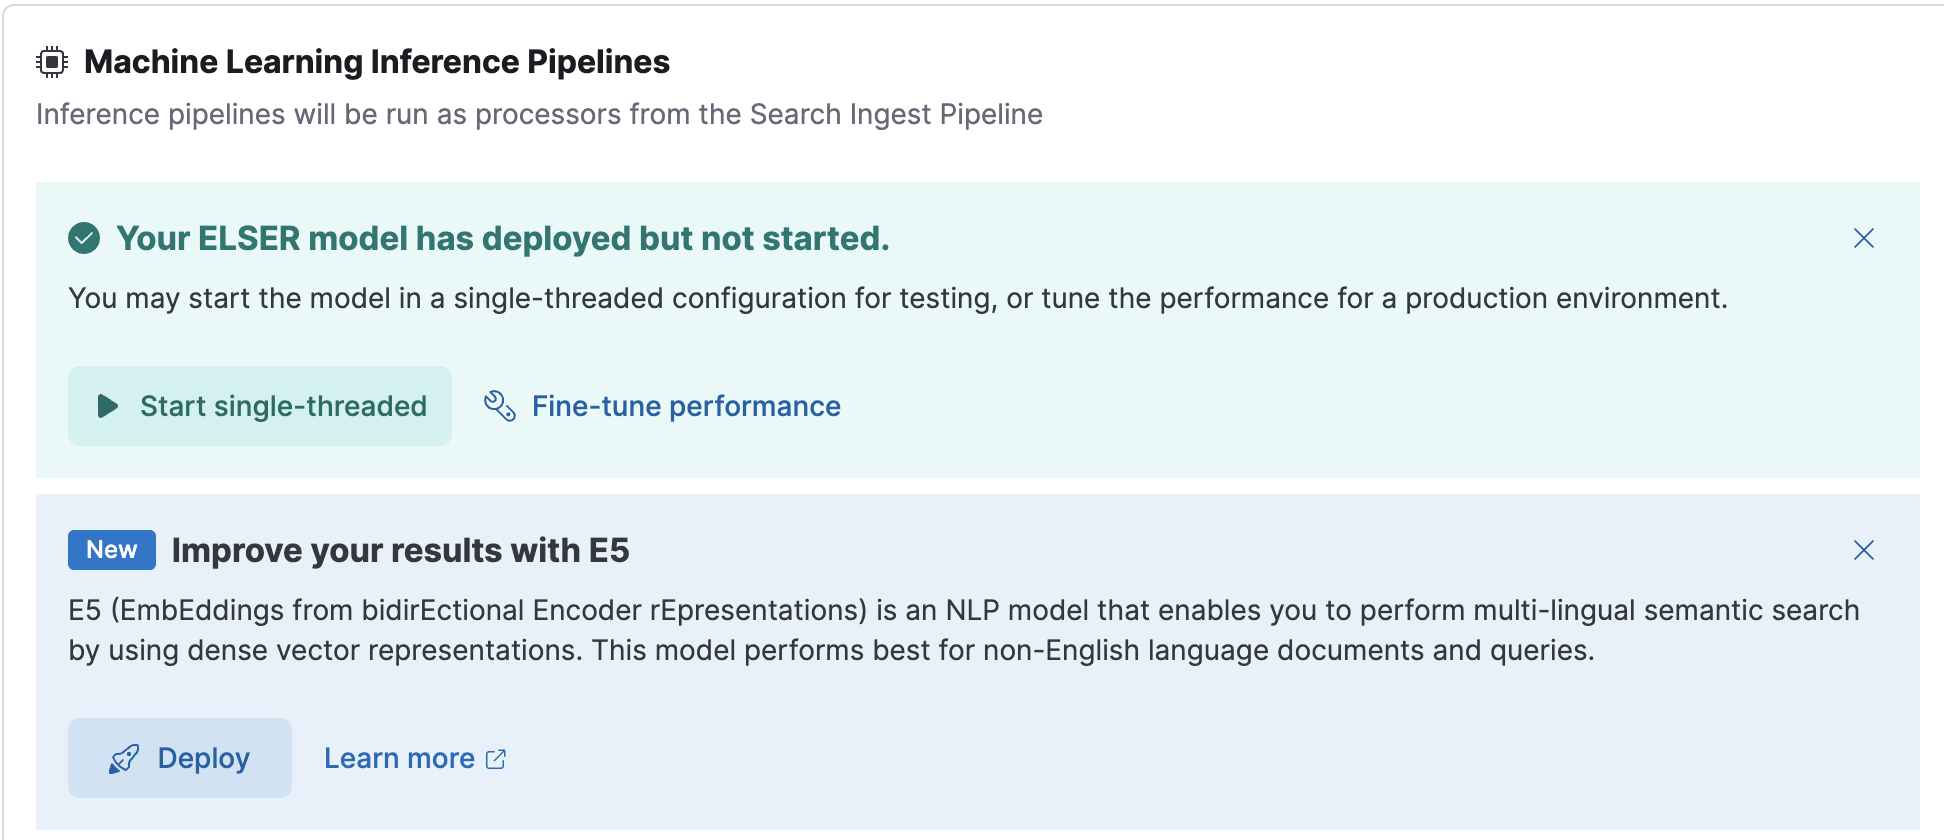 Machine Learning Inference Pipelines
Inference pipelines will be run as processors from the Search Ingest Pipeline
Your ELSER model has deployed but not started.
You may start the model in a single-threaded configuration for testing, or tune the performance for a production environment.
Start single-threaded Fine-tune performance
New Improve your results with E5
E5 (EmbEddings from bidirEctional Encoder rEpresentations) is an NLP model that enables you to perform multi-lingual semantic search
by using dense vector representations. This model performs best for non-English language documents and queries.
Deploy Learn more